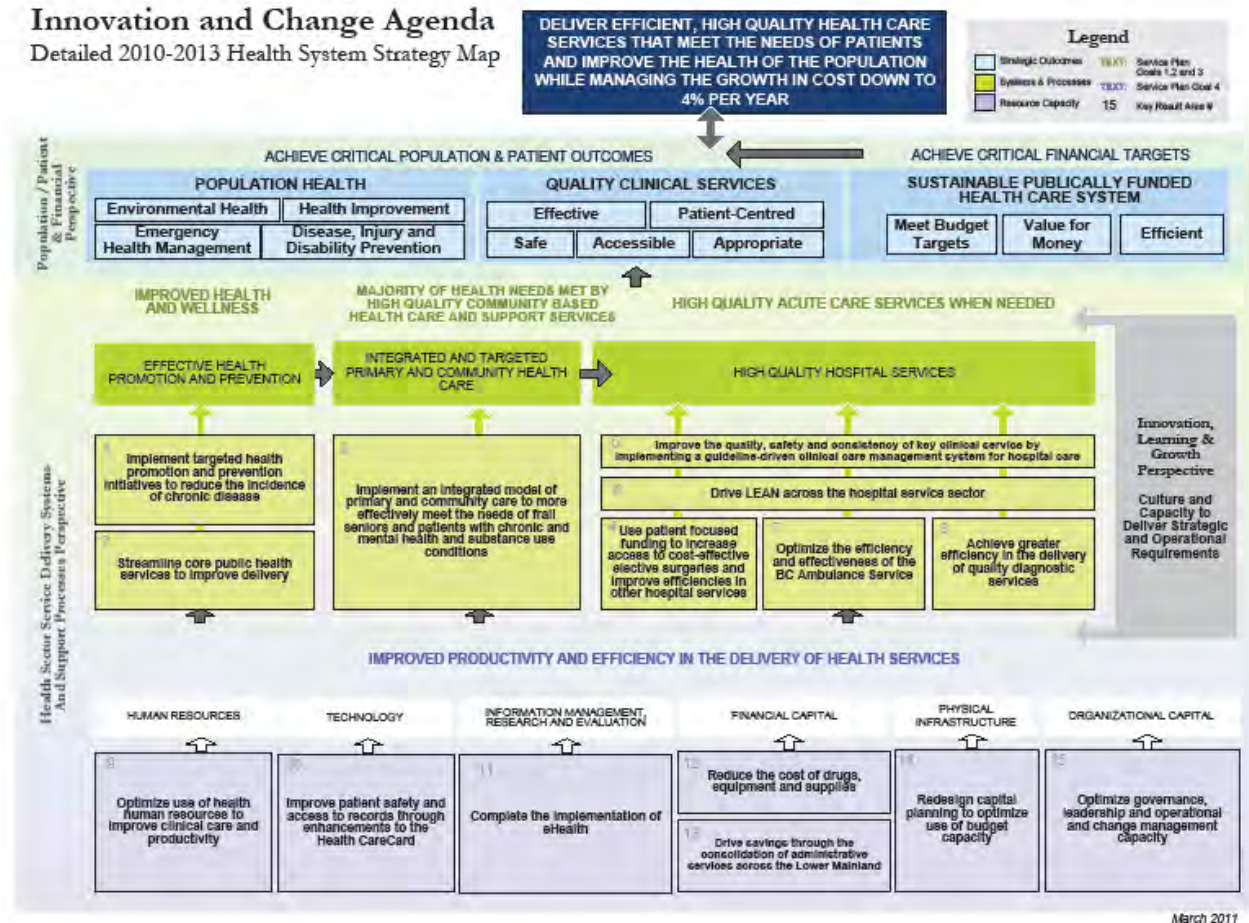 Innovation and Change Agenda
Detailed 2010-2013 Health System Strategy Map
DELIVER EFFICIENT, HIGH QUALITY HEALTH CARE
SERVICES THAT MEET THE NEEDS OF PATIENTS
AND IMPROVE THE HEALTH OF THE POPULATION
WHILE MANAGING THE GROWTH IN COST DOWN TO
4% PER YEAR
Legend
Strategic Outcomes
Systems & Processes
Resource Capacity
TEXT: Service Plan
Goals 1,2 and 3
TEXT: Service Plan Goal 4
15 Key Result Area #
Population / Patient
& Financial
Perspective
ACHIEVE CRITICAL POPULATION & PATIENT OUTCOMES
ACHIEVE CRITICAL FINANCIAL TARGETS
POPULATION HEALTH
Environmental Health
Health Improvement
Emergency
Health Management
Disease, Injury and
Disability Prevention
QUALITY CLINICAL SERVICES
Effective
Patient-Centred
Safe
Accessible
Appropriate
SUSTAINABLE PUBLICALLY FUNDED
HEALTH CARE SYSTEM
Meet Budget
Targets
Value for
Money
Efficient
IMPROVED HEALTH
AND WELLNESS
MAJORITY OF HEALTH NEEDS MET BY
HIGH QUALITY COMMUNITY BASED
HEALTH CARE AND SUPPORT SERVICES
HIGH QUALITY ACUTE CARE SERVICES WHEN NEEDED
Health Sector Service Delivery Systems
And Support Processes Perspective
EFFECTIVE HEALTH
PROMOTION AND PREVENTION
INTEGRATED AND TARGETED
PRIMARY AND COMMUNITY HEALTH
CARE
HIGH QUALITY HOSPITAL SERVICES
1
Implement targeted health
promotion and prevention
initiatives to reduce the incidence
of chronic disease
2
Streamline core public health
services to improve delivery
3
Implement an integrated model of
primary and community care to more
effectively meet the needs of frail
seniors and patients with chronic and
mental health and substance use
conditions
Improve the quality, safety and consistency of key clinical service by
implementing a guideline-driven clinical care management system for hospital care
Drive LEAN across the hospital service sector
Use patient focused
funding to increase
access to cost-effective
elective surgeries and
improve efficiencies in
other hospital services
Optimize the efficiency
and effectiveness of the
BC Ambulance Service
Achieve greater
efficiency in the delivery
of quality diagnostic
services
Innovation,
Learning &
Growth
Perspective
Culture and
Capacity to
Deliver Strategic
and Operational
Requirements
IMPROVED PRODUCTIVITY AND EFFICIENCY IN THE DELIVERY OF HEALTH SERVICES
HUMAN RESOURCES
TECHNOLOGY
INFORMATION MANAGEMENT,
RESEARCH AND EVALUATION
FINANCIAL CAPITAL
PHYSICAL
INFRASTRUCTURE
ORGANIZATIONAL CAPITAL
9
Optimize use of health
human resources to
improve clinical care and
productivity
10
Improve patient safety and
access to records through
enhancements to the
Health CareCard
11
Complete the implementation of
eHealth
12
Reduce the cost of drugs,
equipment and supplies
13
Drive savings through the
consolidation of administrative
services across the Lower Mainland
14
Redesign capital
planning to optimize
use of budget
capacity
15
Optimize governance,
leadership and operational
and change management
capacity
March 2011